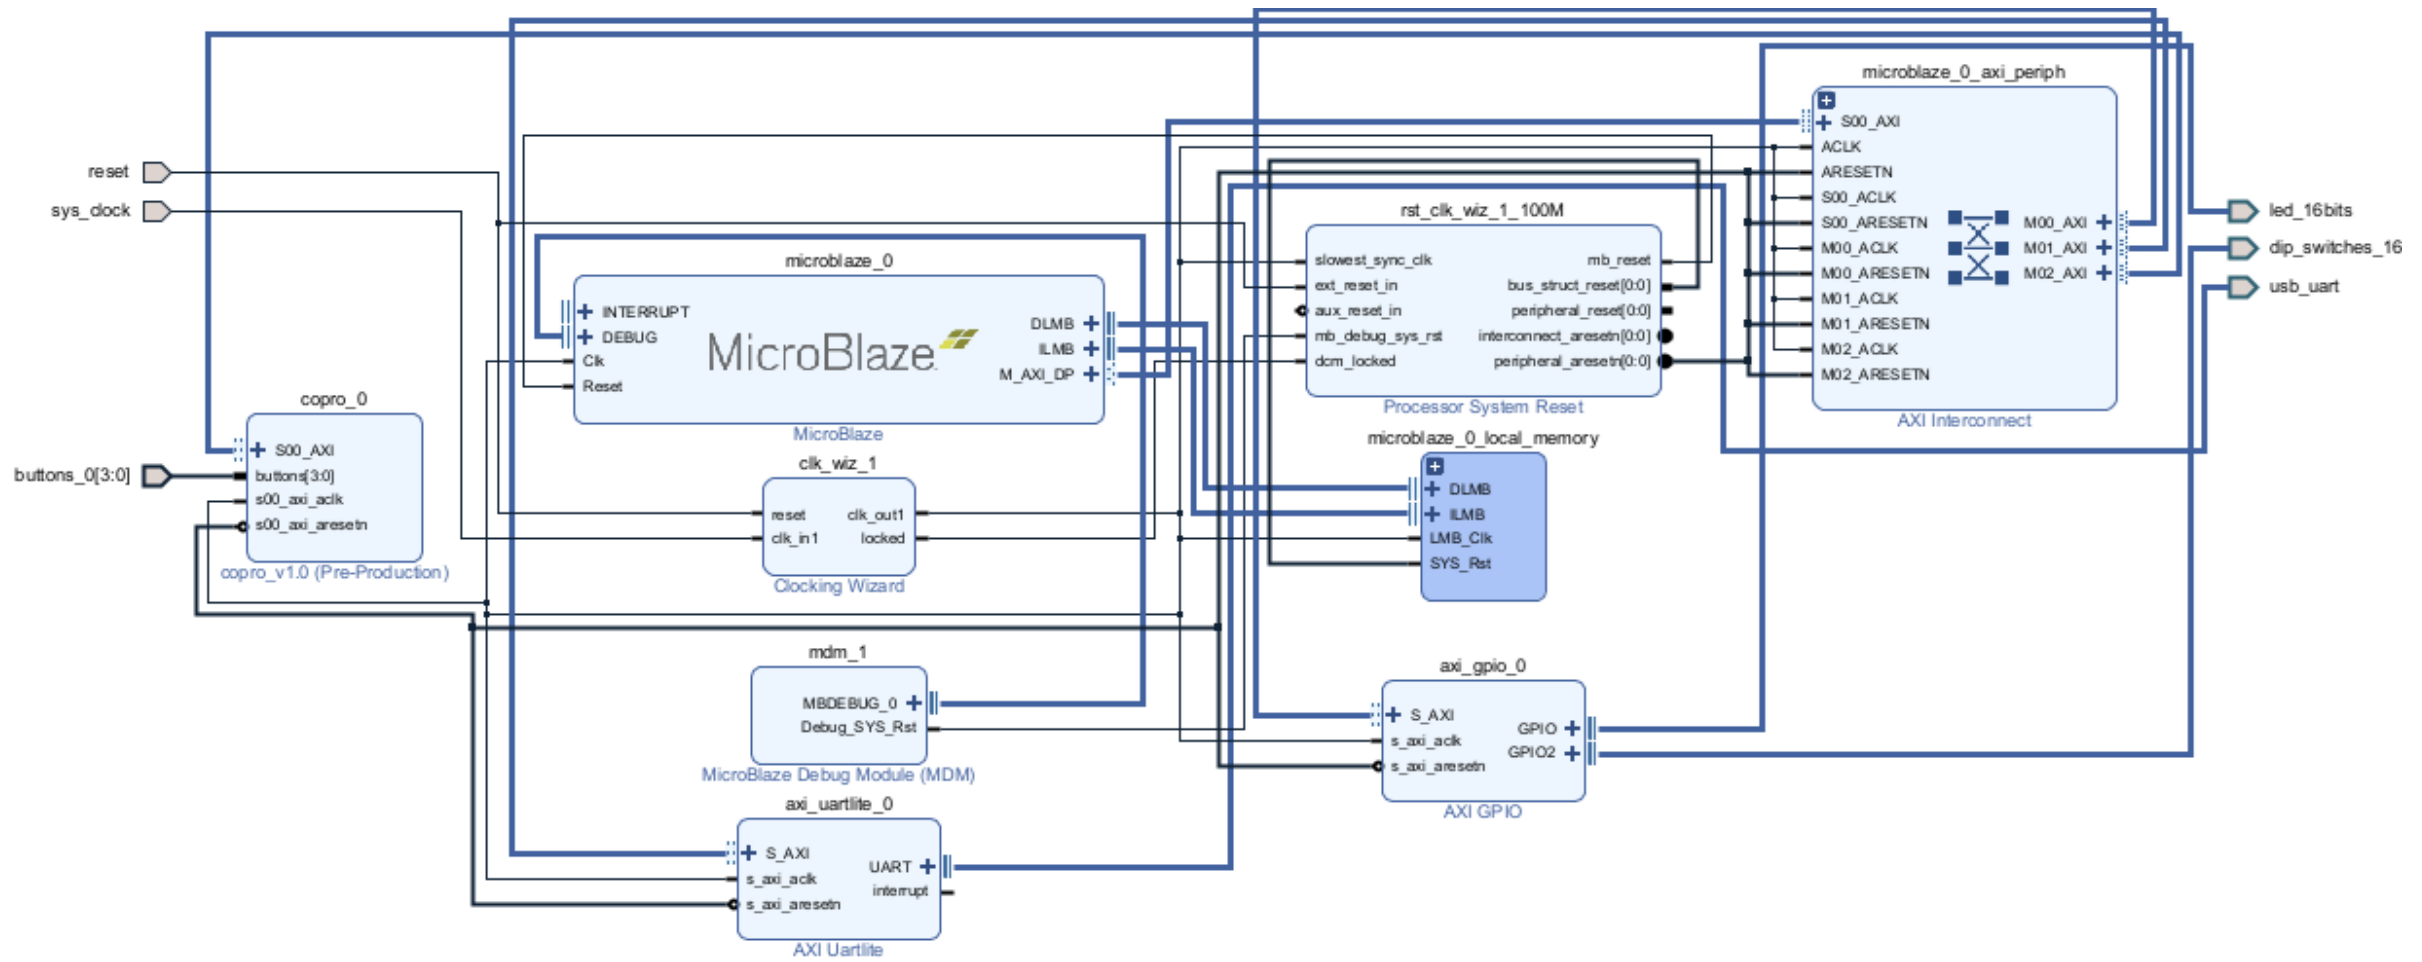 microblaze_0_axi_periph
S00_AXI
ACLK
ARESETN
S00_ACLK
S00_ARESETN
M00_ACLK
M00_ARESETN
M01_ACLK
M01_ARESETN
M02_ACLK
M02_ARESETN
M00_AXI
M01_AXI
M02_AXI
AXI Interconnect
reset
sys_clock
led_16bits
dip_switches_16
usb_uart
rst_clk_wiz_1_100M
slowest_sync_clk
ext_reset_in
aux_reset_in
mb_debug_sys_rst
dcm_locked
mb_reset
bus_struct_reset[0:0]
peripheral_reset[0:0]
interconnect_aresetn[0:0]
peripheral_aresetn[0:0]
Processor System Reset
microblaze_0
INTERRUPT
DEBUG
Clk
Reset
MicroBlaze
DLMB
ILMB
M_AXI_DP
MicroBlaze
copro_0
S00_AXI
buttons[3:0]
s00_axi_aclk
s00_axi_aresetn
copro_v1.0 (Pre-Production)
buttons_0[3:0]
clk_wiz_1
reset
clk_in1
clk_out1
locked
Clocking Wizard
microblaze_0_local_memory
DLMB
ILMB
LMB_Clk
SYS_Rst
mdm_1
MBDEBUG_0
Debug_SYS_Rst
MicroBlaze Debug Module (MDM)
axi_gpio_0
S_AXI
s_axi_aclk
s_axi_aresetn
GPIO
GPIO2
AXI GPIO
axi_uartlite_0
S_AXI
s_axi_aclk
s_axi_aresetn
UART
interrupt
AXI Uartlite